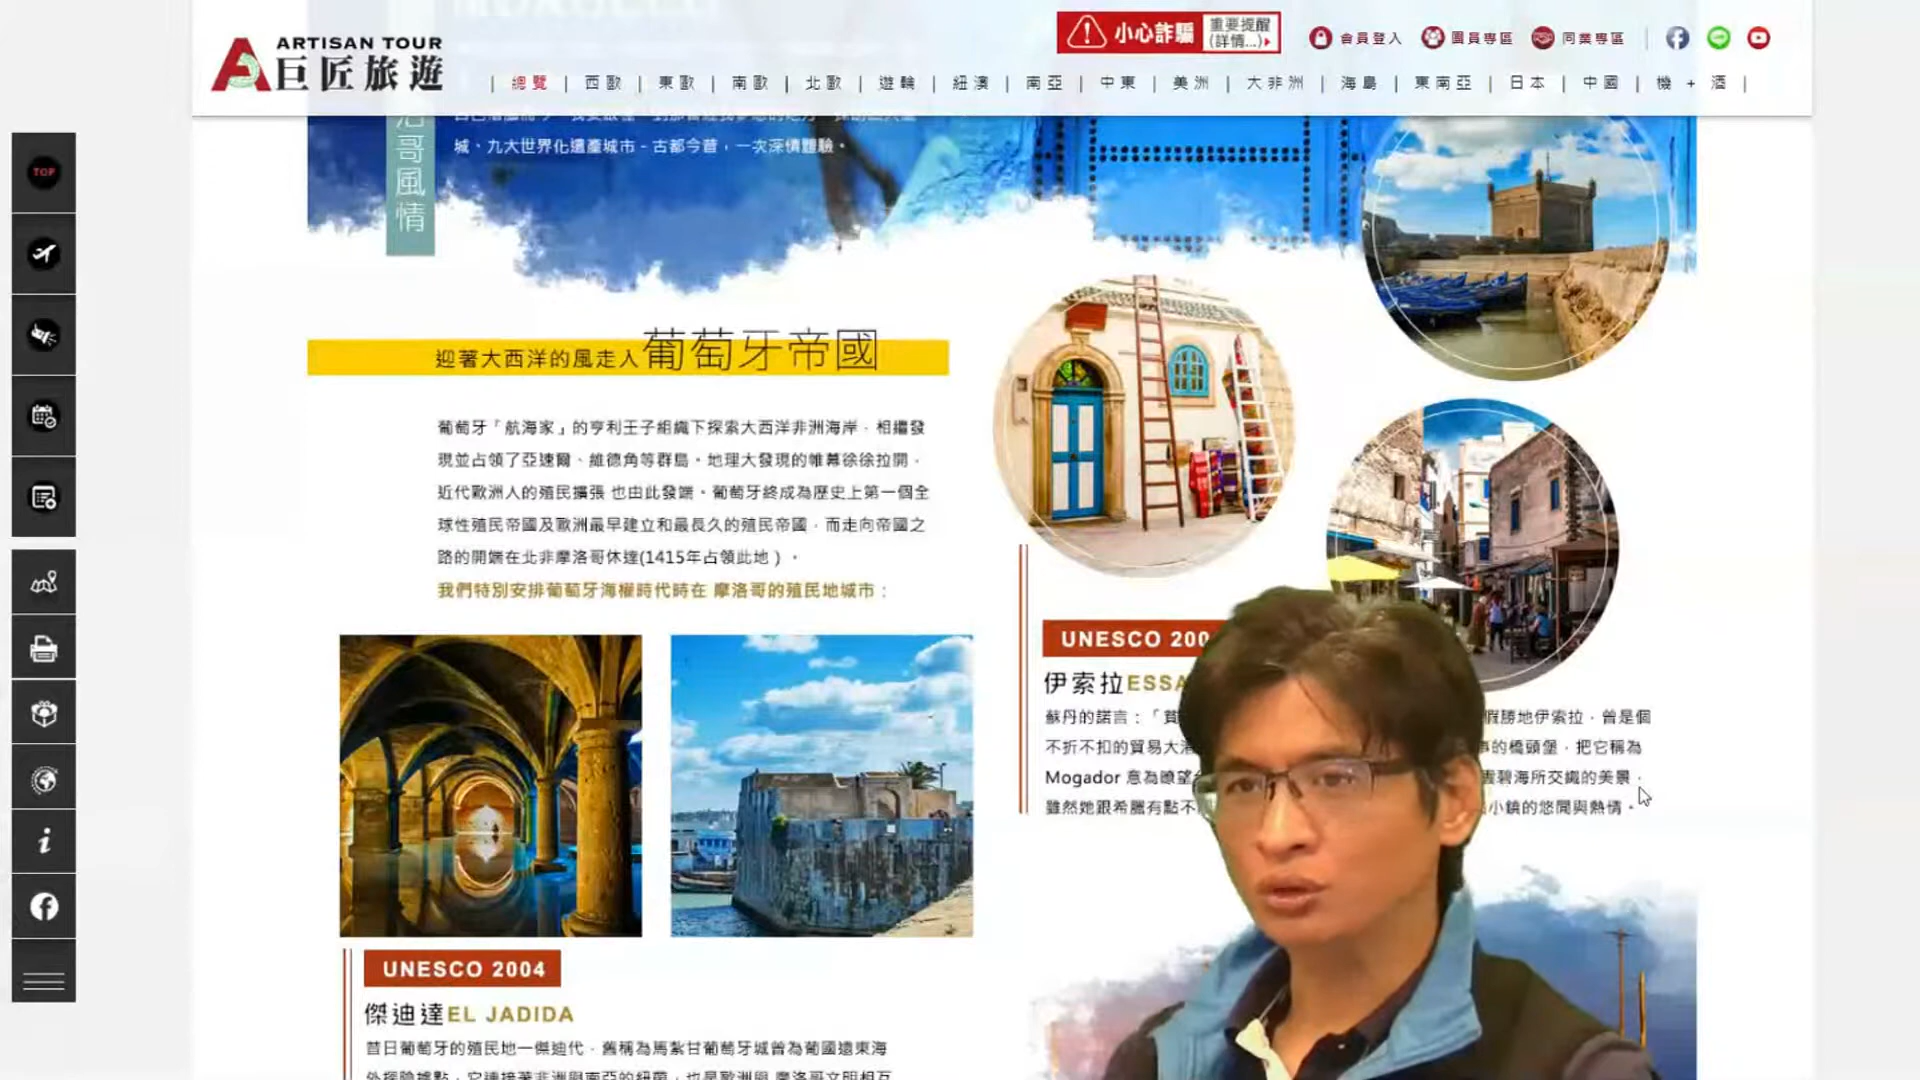 ARTISAN TOUR
巨匠旅遊
小心詐騙
重要提醒
(詳情...)
會員登入
團員專區
同業專區
總覽 | 西歐 | 東歐 | 南歐 | 北歐 | 遊輪 | 紐澳 | 南亞 | 中東 | 美洲 | 大非洲 | 海島 | 東南亞 | 日本 | 中國 | 機+酒
TOP
哥風情
城、九大世界化遺產城市-古都今昔,一次深情體驗。
迎著大西洋的風走入葡萄牙帝國
葡萄牙「航海家」的亨利王子組織下探索大西洋非洲海岸,相繼發
現並占領了亞速爾、維德角等群島。地理大發現的帷幕徐徐拉開,
近代歐洲人的殖民擴張 也由此發端。葡萄牙終成為歷史上第一個全
球性殖民帝國及歐洲最早建立和最長久的殖民帝國,而走向帝國之
路的開端在北非摩洛哥休達(1415年占領此地)。
我們特別安排葡萄牙海權時代時在 摩洛哥的殖民地城市:
UNESCO 200
伊索拉ESSA
蘇丹的諾言:「
假勝地伊索拉,曾是個
不折不扣的貿易大港
的橋頭堡,把它稱為
Mogador 意為瞭望
碧海所交織的美景,
雖然她跟希臘有點不
小鎮的悠閒與熱情。
UNESCO 2004
傑迪達EL JADIDA
昔日葡萄牙的殖民地一傑迪代,舊稱為馬紮甘葡萄牙城曾為葡國遠東海